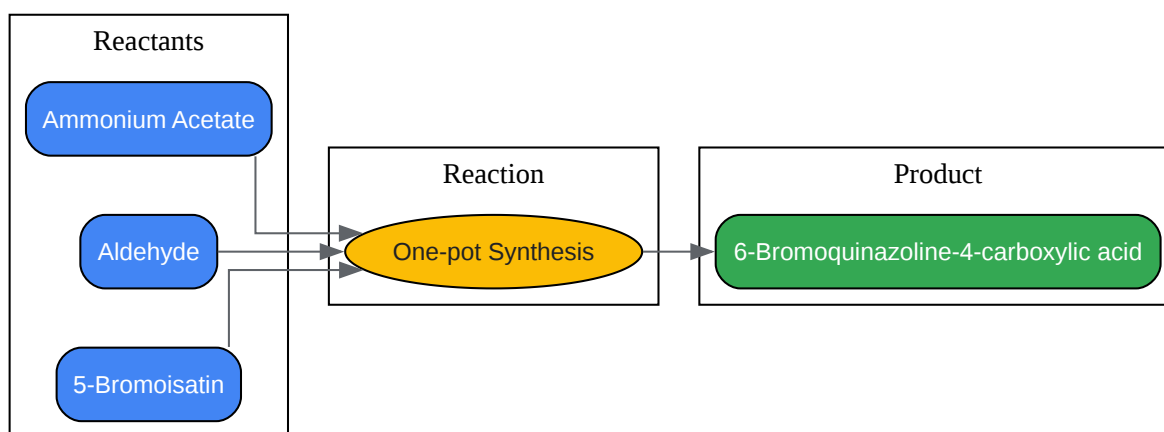 Reactants
Ammonium Acetate
Aldehyde
5-Bromoisatin
Reaction
One-pot Synthesis
Product
6-Bromoquinazoline-4-carboxylic acid